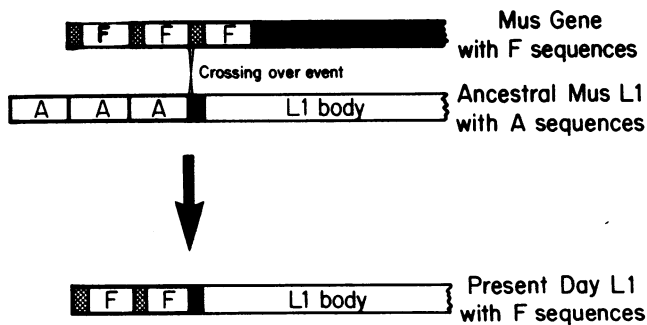 F F F
Mus Gene
with F sequences
Crossing over event
A A A L1 body
Ancestral Mus L1
with A sequences
F F L1 body
Present Day L1
with F sequences